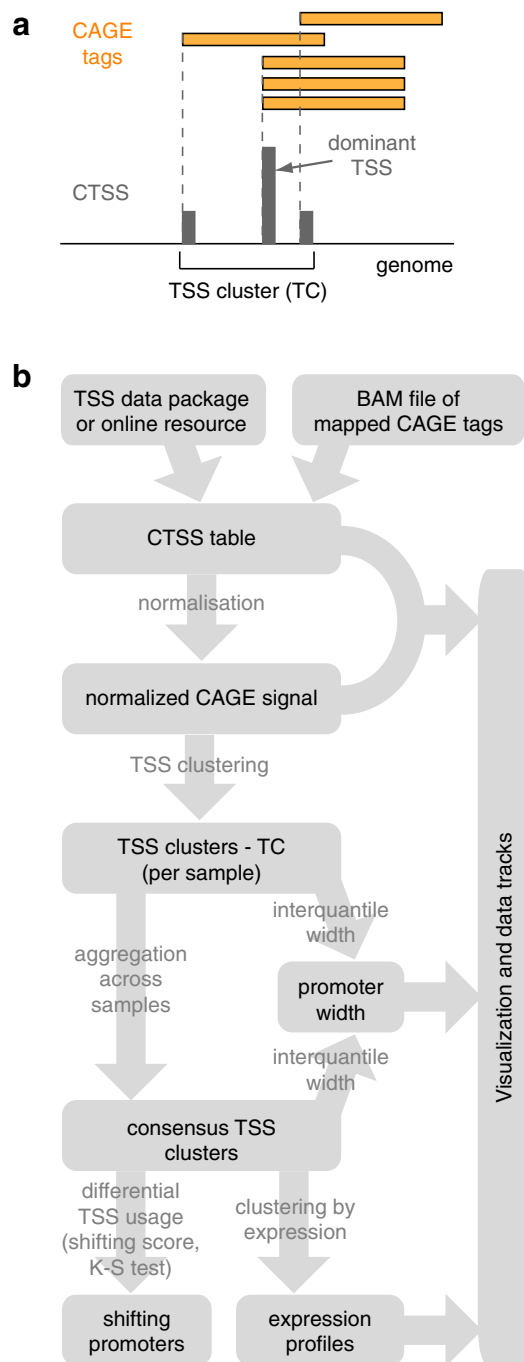 a
CAGE
tags
dominant
TSS
CTSS
genome
TSS cluster (TC)
b
TSS data package
or online resource
BAM file of
mapped CAGE tags
CTSS table
normalisation
normalized CAGE signal
TSS clustering
TSS clusters - TC
(per sample)
interquantile
width
aggregation
across
samples
promoter
width
interquantile
width
consensus TSS
clusters
differential
TSS usage
(shifting score,
K-S test)
clustering by
expression
shifting
promoters
expression
profiles
Visualization and data tracks